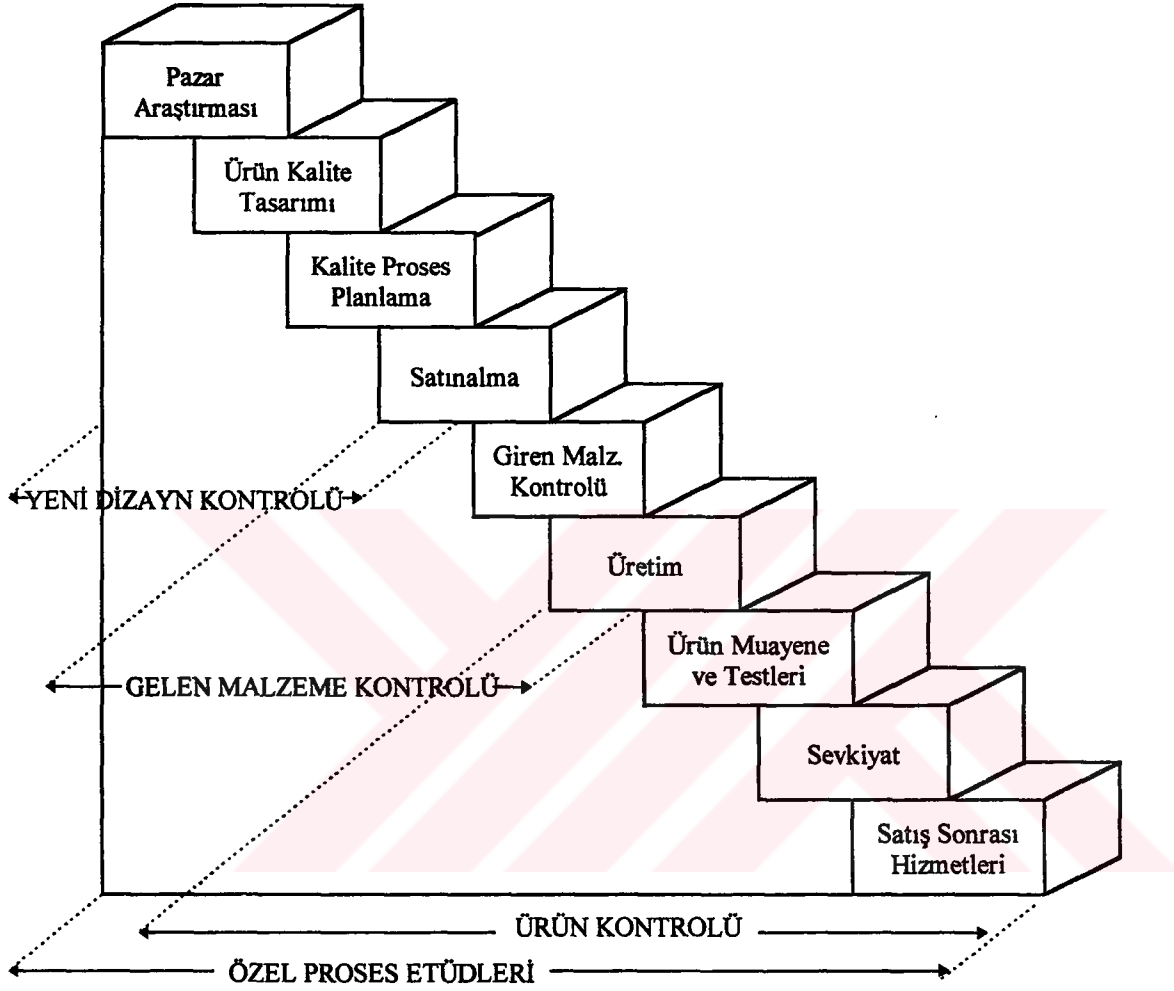 Pazar
Araştırması
Ürün Kalite
Tasarımı
Kalite Proses
Planlama
Satınalma
Giren Malz.
Kontrolü
YENİ DİZAYN KONTROLÜ
Üretim
Ürün Muayene
ve Testleri
GELEN MALZEME KONTROLÜ
Sevkiyat
Satış Sonrası
Hizmetleri
ÜRÜN KONTROLÜ
ÖZEL PROSES ETÜDLERİ